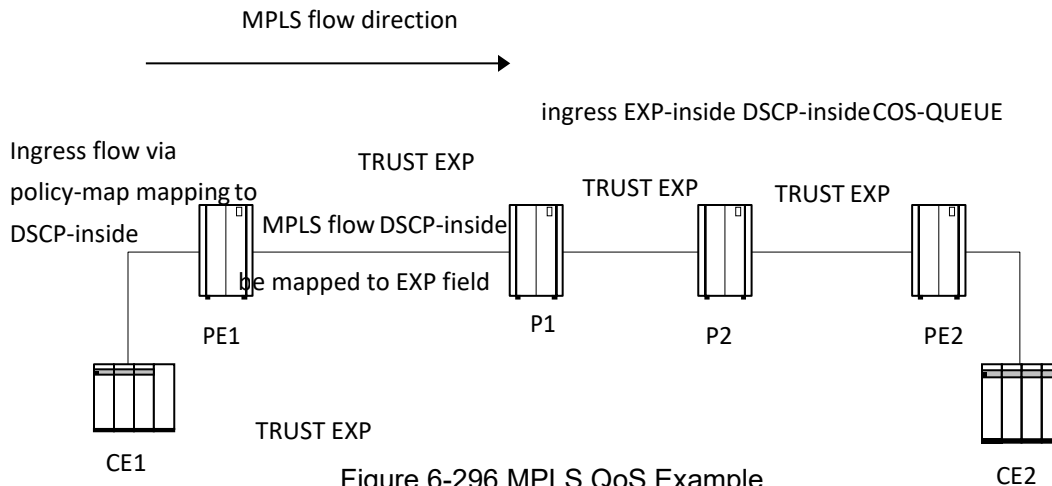 MPLS flow direction
ingress EXP-inside DSCP-inside COS-QUEUE
Ingress flow via
policy-map mapping to
DSCP-inside
TRUST EXP
TRUST EXP
TRUST EXP
MPLS flow DSCP-inside
be mapped to EXP field
PE1
P1
P2
PE2
TRUST EXP
CE1
CE2
Figure 6-296 MPLS QoS Example